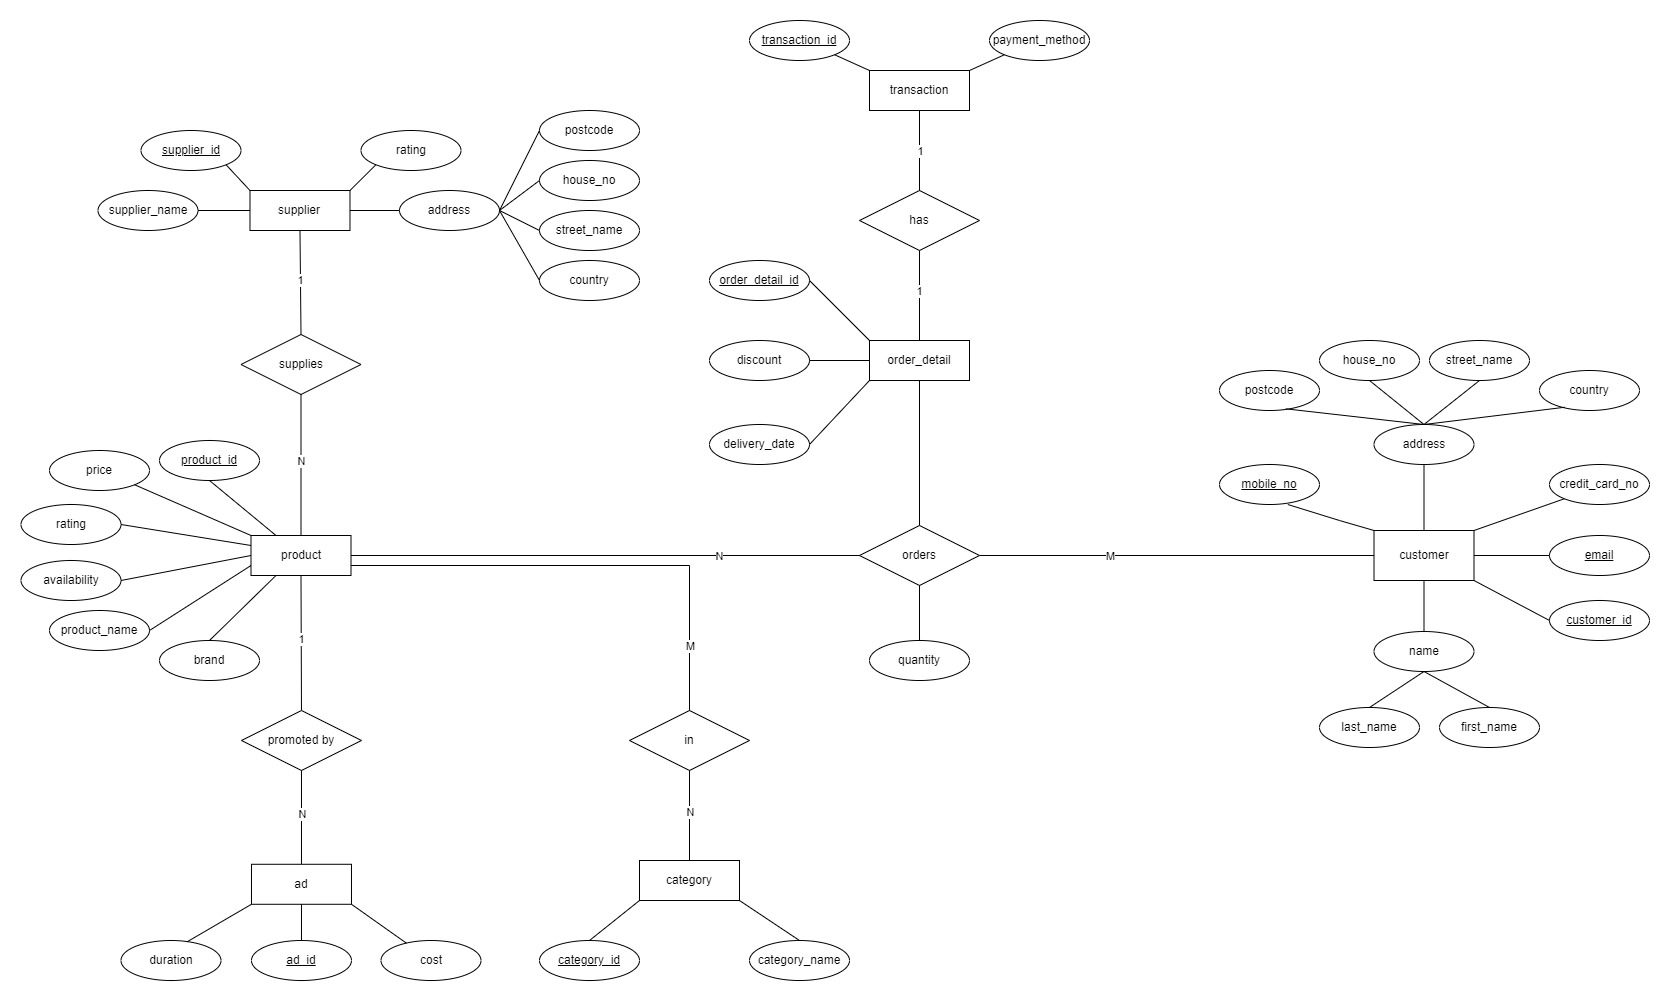 transaction_id
payment_method
transaction
1
has
1
supplier_id
rating
supplier_name
supplier
address
postcode
house_no
street_name
country
1
supplies
N
order_detail_id
discount
delivery_date
order_detail
postcode
house_no
street_name
country
address
mobile_no
credit_card_no
customer
email
customer_id
name
last_name
first_name
price
product_id
rating
product
availability
product_name
brand
N
orders
M
quantity
1
promoted by
N
ad
duration
ad_id
cost
M
in
N
category
category_id
category_name